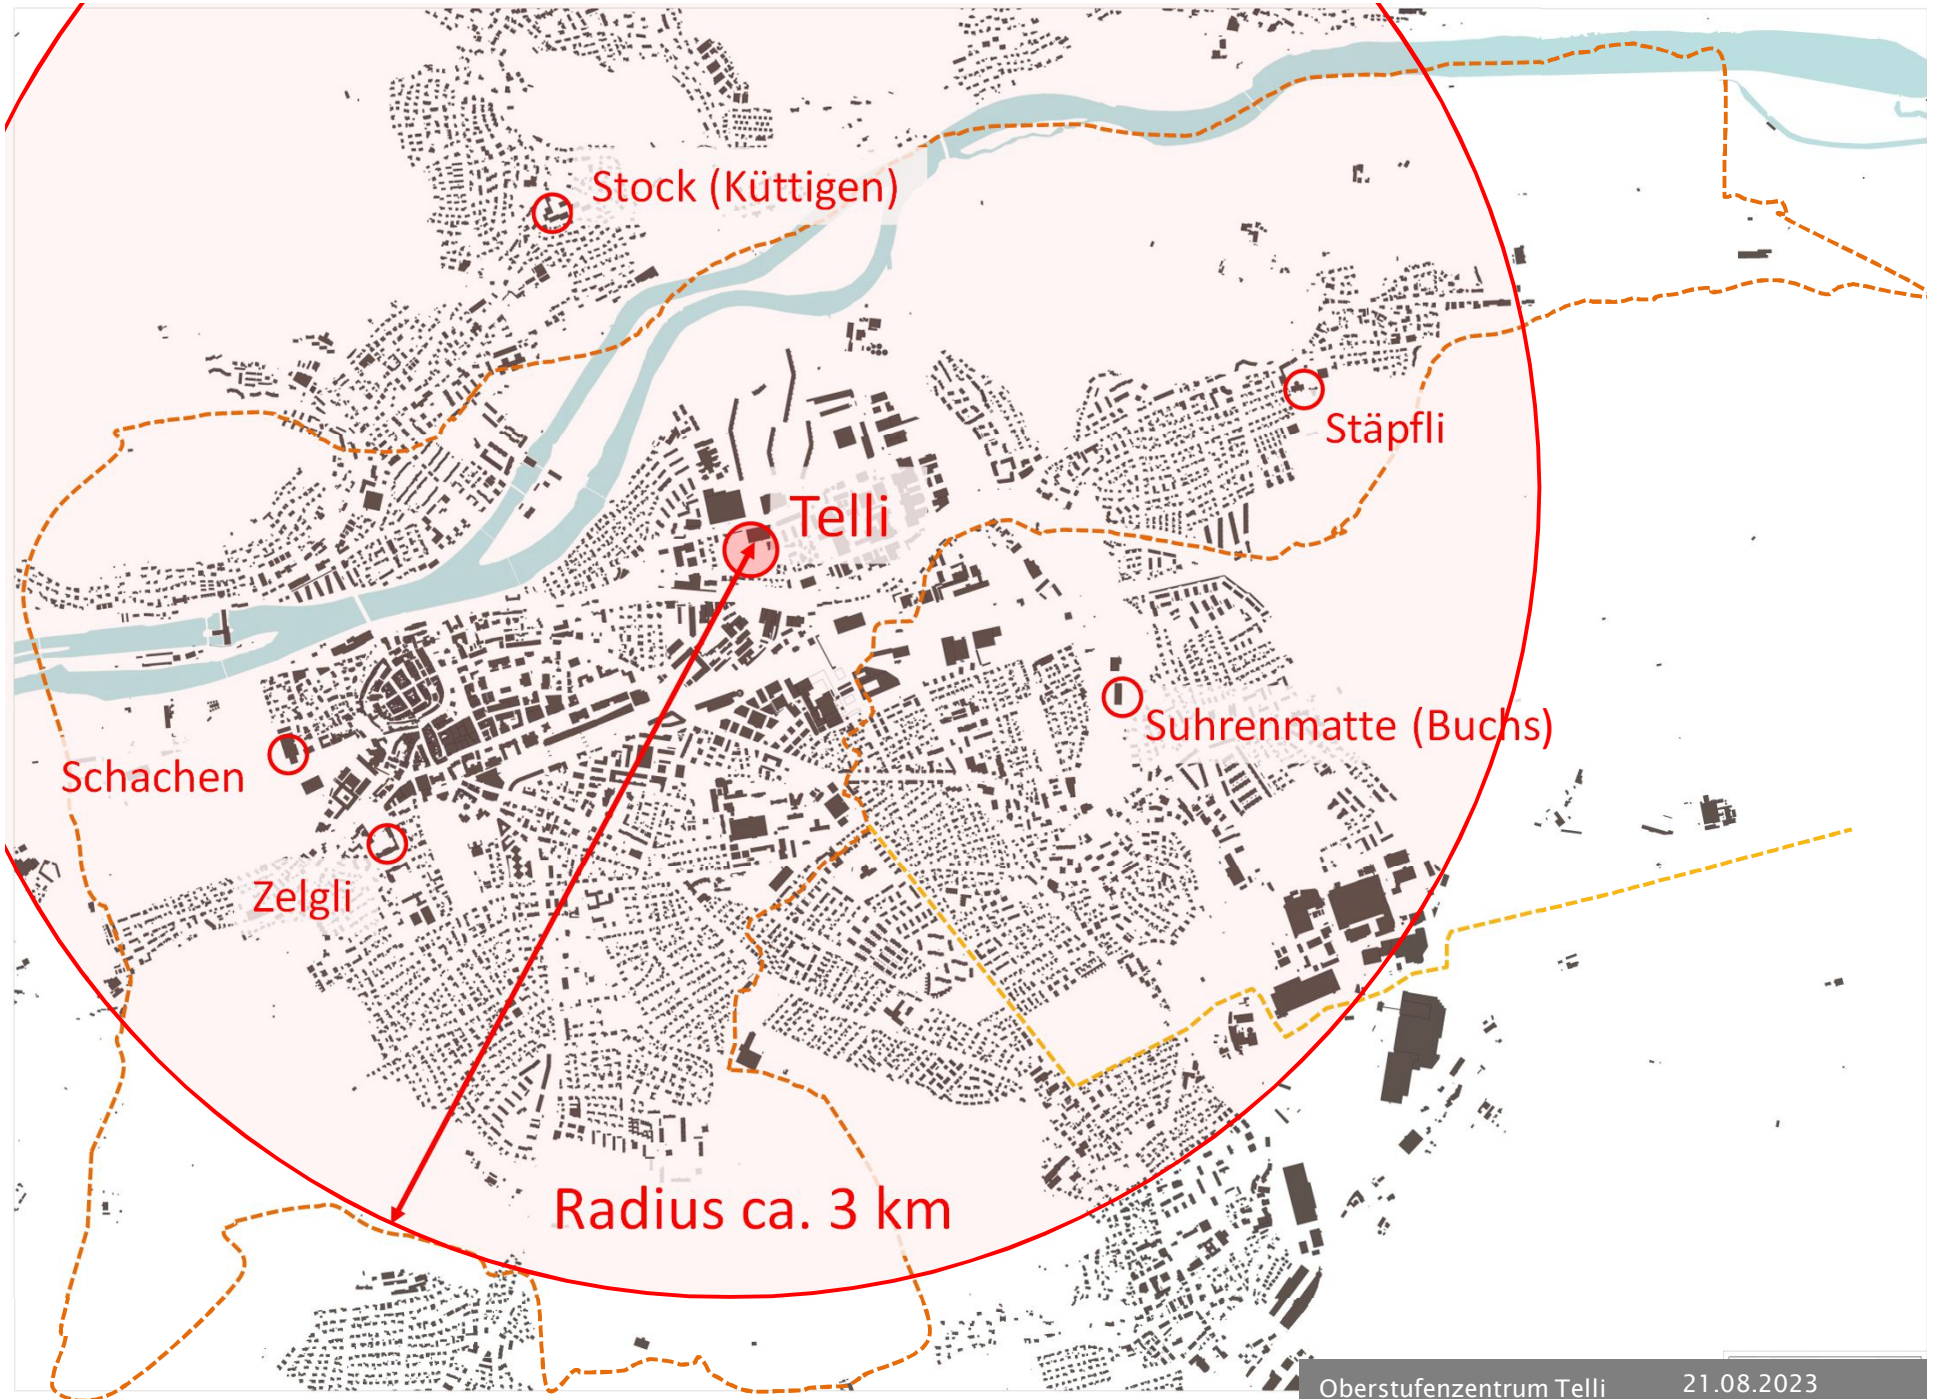 Stock (Küttigen)
Stäpfli
Telli
Suhrenmatte (Buchs)
Schachen
Zelgli
Radius ca. 3 km
Oberstufenzentrum Telli 21.08.2023